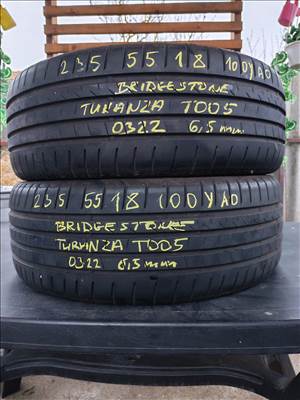 235 55 18 100Y AO
BRIDGESTONE
TURANZA T005
0322 6,5 mm
235 55 18 100Y AO
BRIDGESTONE
TURANZA T005
0322 6,5 mm